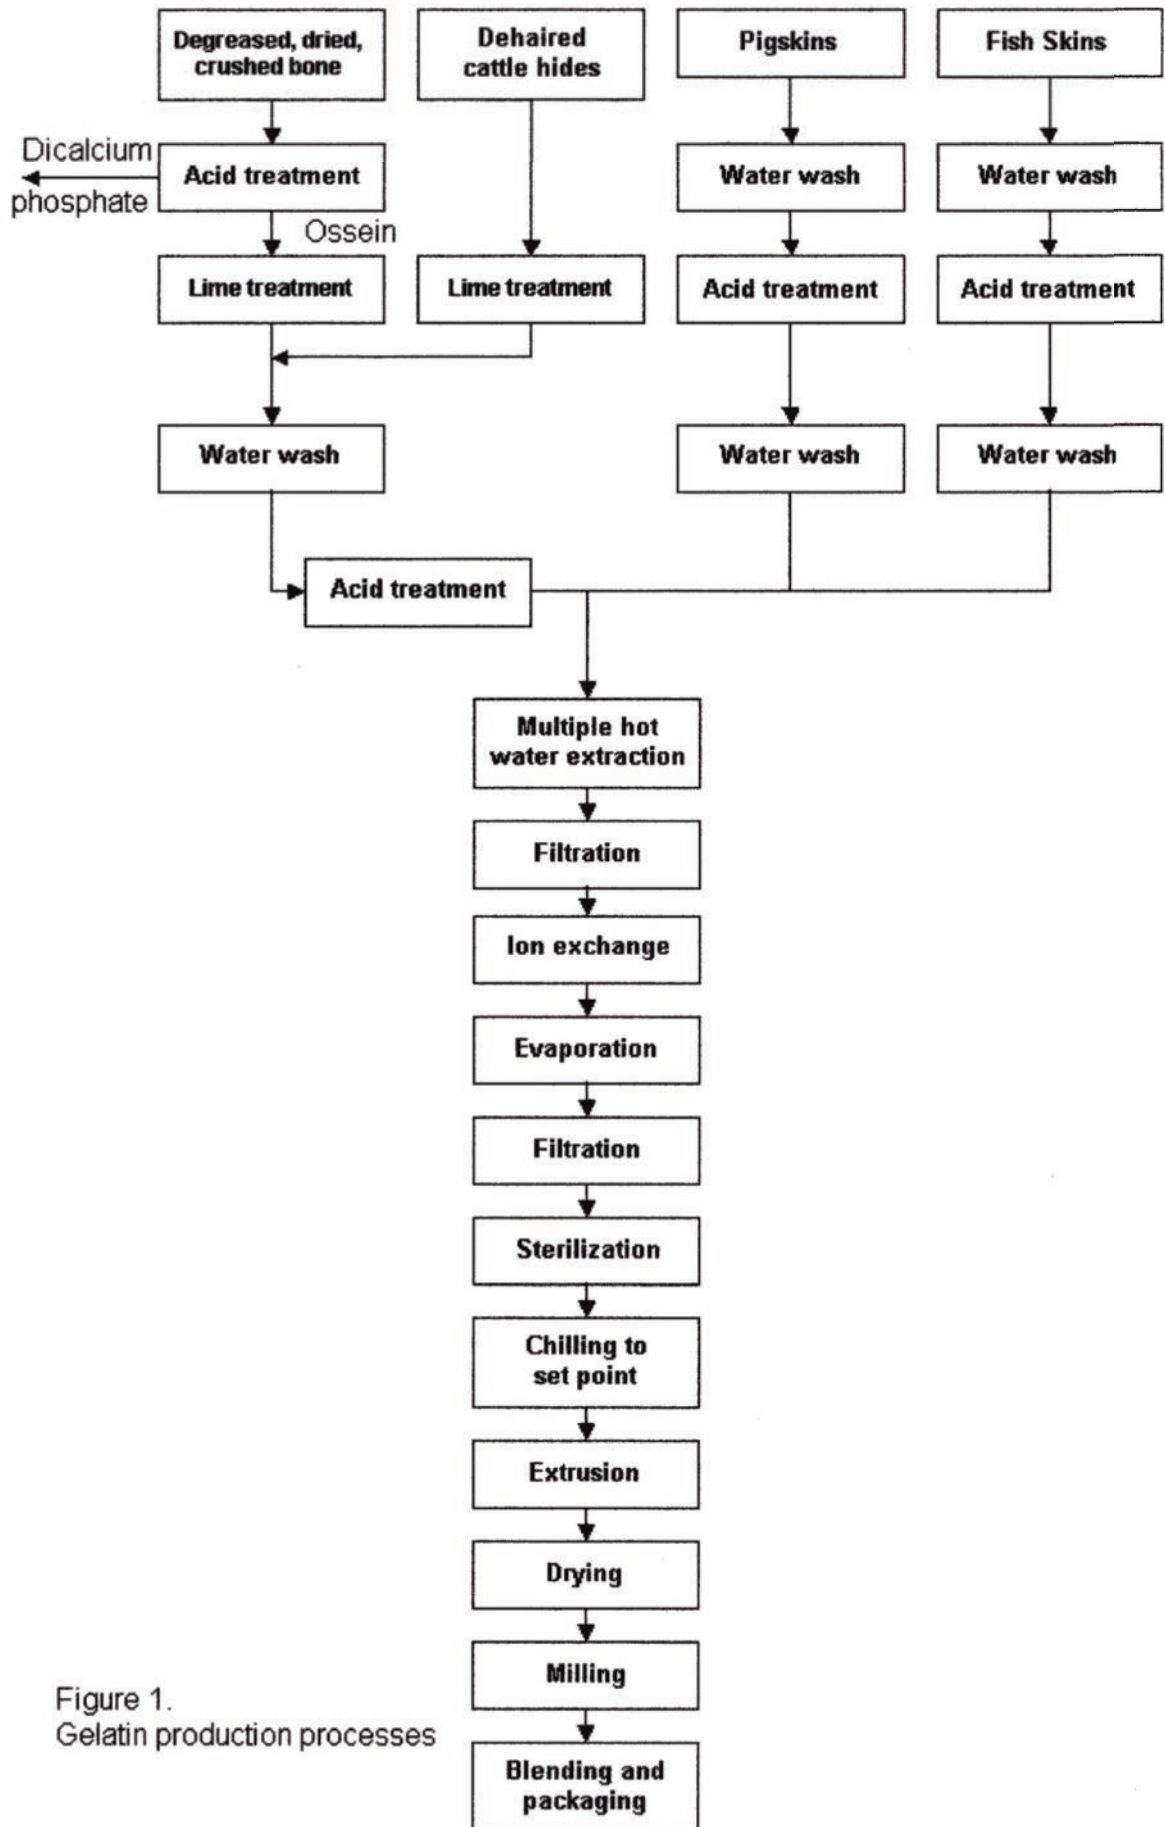 Degreased, dried,
crushed bone
Dehaired
cattle hides
Pigskins
Fish Skins
Dicalcium
phosphate
Acid treatment
Water wash
Water wash
Ossein
Lime treatment
Lime treatment
Acid treatment
Acid treatment
Water wash
Water wash
Water wash
Acid treatment
Multiple hot
water extraction
Filtration
Ion exchange
Evaporation
Filtration
Sterilization
Chilling to
set point
Extrusion
Drying
Milling
Blending and
packaging
Figure 1.
Gelatin production processes